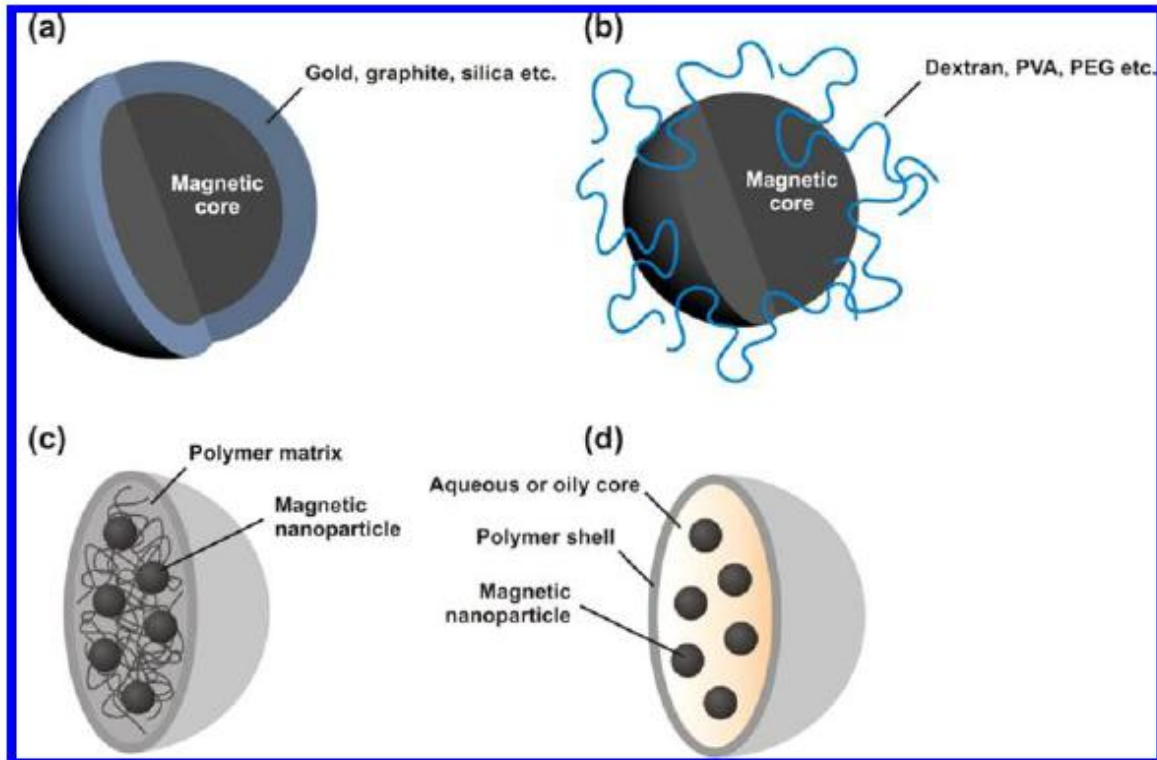 (a)
Gold, graphite, silica etc.
Magnetic
core
(b)
Dextran, PVA, PEG etc.
Magnetic
core
(c)
Polymer matrix
Magnetic
nanoparticle
(d)
Aqueous or oily core
Polymer shell
Magnetic
nanoparticle